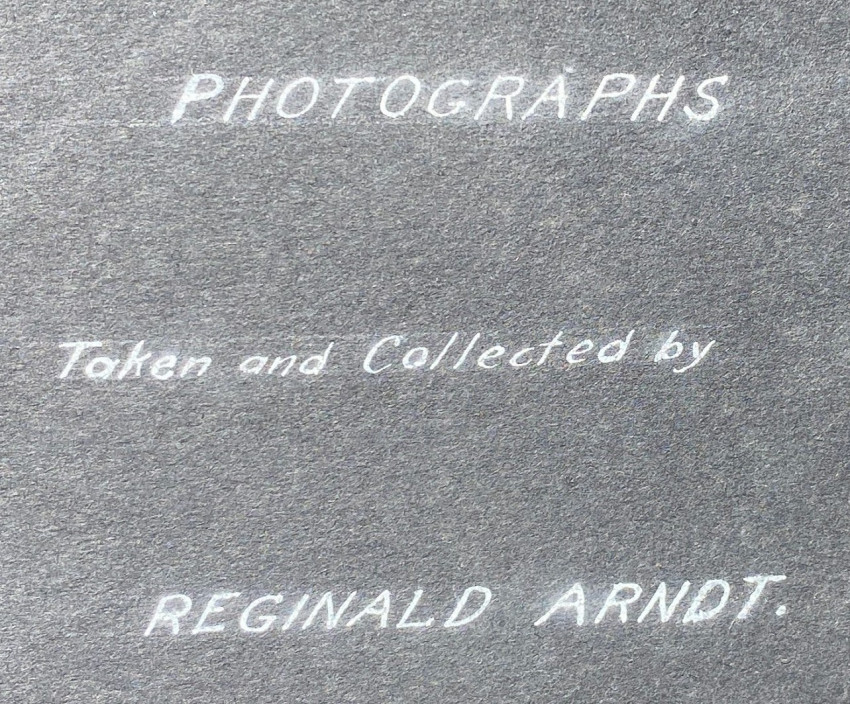 PHOTOGRAPHS
Taken and Collected by
REGINALD ARNDT.